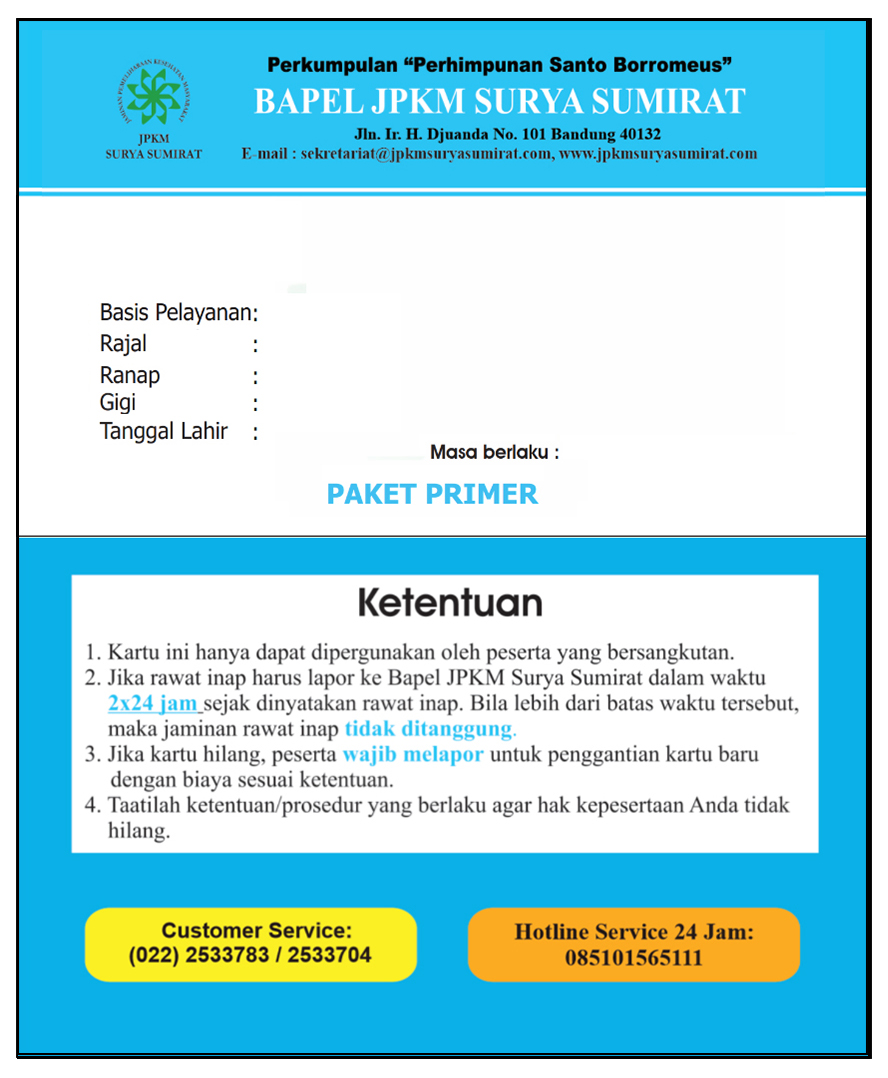 JAMINAN PEMELIHARAAN KESEHATAN MASYARAKAT
JPKM
SURYA SUMIRAT
Perkumpulan “Perhimpunan Santo Borromeus”
BAPEL JPKM SURYA SUMIRAT
Jln. Ir. H. Djuanda No. 101 Bandung 40132
E-mail : sekretariat@jpkmsuryasumirat.com, www.jpkmsuryasumirat.com
Basis Pelayanan:
Rajal :
Ranap :
Gigi :
Tanggal Lahir :
Masa berlaku :
PAKET PRIMER
Ketentuan
1. Kartu ini hanya dapat dipergunakan oleh peserta yang bersangkutan.
2. Jika rawat inap harus lapor ke Bapel JPKM Surya Sumirat dalam waktu
2x24 jam sejak dinyatakan rawat inap. Bila lebih dari batas waktu tersebut,
maka jaminan rawat inap tidak ditanggung.
3. Jika kartu hilang, peserta wajib melapor untuk penggantian kartu baru
dengan biaya sesuai ketentuan.
4. Taatilah ketentuan/prosedur yang berlaku agar hak kepesertaan Anda tidak
hilang.
Customer Service:
(022) 2533783 / 2533704
Hotline Service 24 Jam:
085101565111